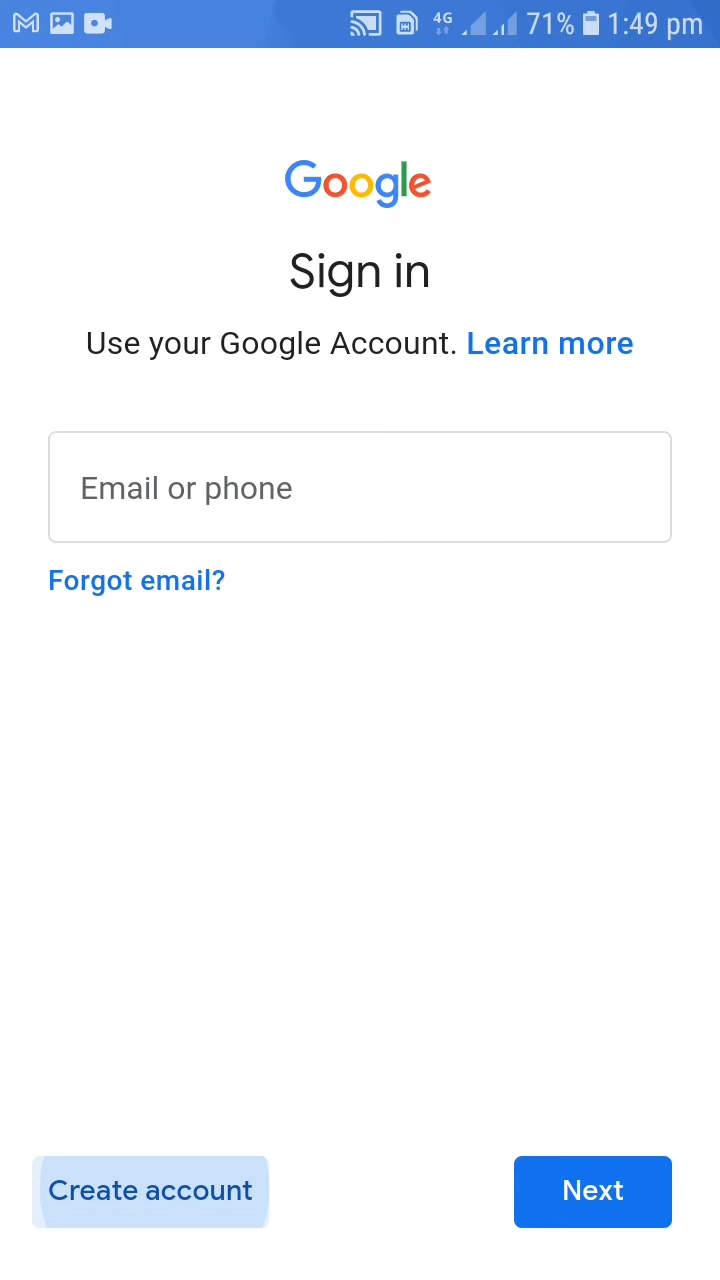 4G 71% 1:49 pm
Google
Sign in
Use your Google Account. Learn more
Email or phone
Forgot email?
Create account Next